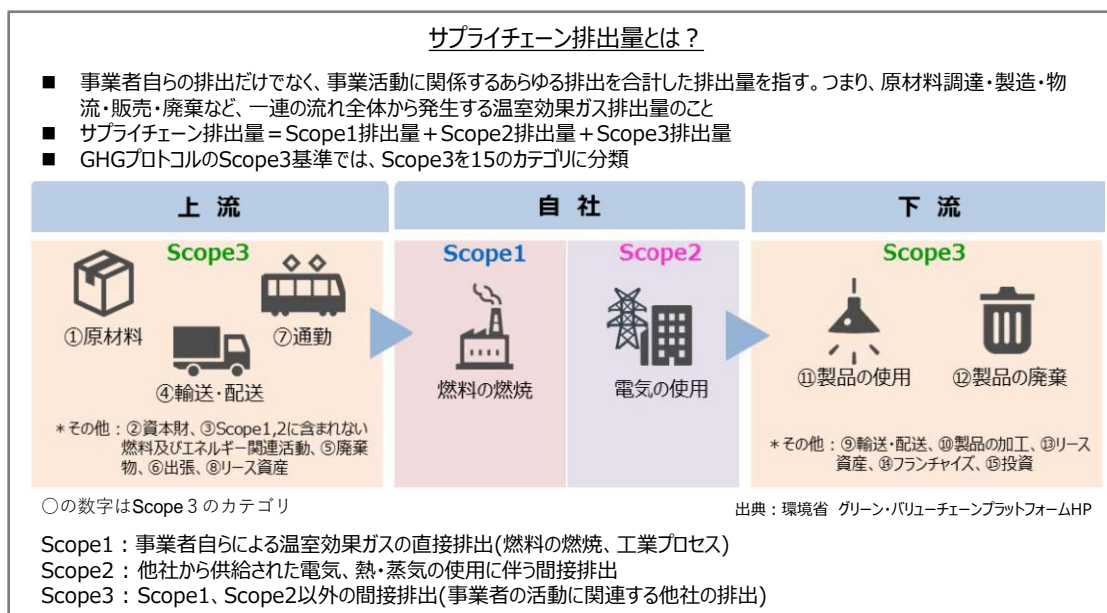 サプライチェーン排出量とは？
■ 事業者自らの排出だけでなく、事業活動に関係するあらゆる排出を合計した排出量を指す。つまり、原材料調達・製造・物
流・販売・廃棄など、一連の流れ全体から発生する温室効果ガス排出量のこと
■ サプライチェーン排出量＝Scope1排出量＋Scope2排出量＋Scope3排出量
■ GHGプロトコルのScope3基準では、Scope3を15のカテゴリに分類
上 流
自 社
下 流
Scope3
①原材料
⑦通勤
④輸送・配送
＊その他：②資本財、③Scope1,2に含まれない
燃料及びエネルギー関連活動、⑤廃棄
物、⑥出張、⑧リース資産
Scope1
燃料の燃焼
Scope2
電気の使用
Scope3
⑪製品の使用
⑫製品の廃棄
＊その他：⑨輸送・配送、⑩製品の加工、⑬リース
資産、⑭フランチャイズ、⑮投資
○の数字はScope３のカテゴリ
出典：環境省 グリーン・バリューチェーンプラットフォームHP
Scope1：事業者自らによる温室効果ガスの直接排出(燃料の燃焼、工業プロセス)
Scope2：他社から供給された電気、熱・蒸気の使用に伴う間接排出
Scope3：Scope1、Scope2以外の間接排出(事業者の活動に関連する他社の排出)